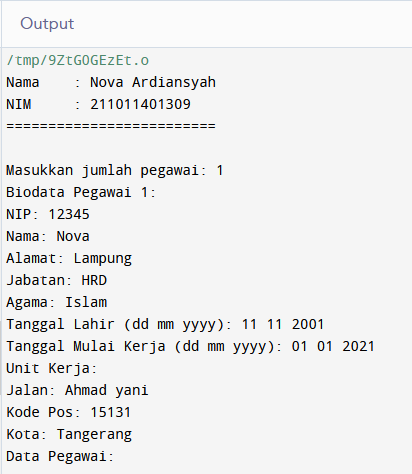 Output
/tmp/9ZtG0GEzEt.o
Nama    : Nova Ardiansyah
NIM     : 211011401309
=========================
Masukkan jumlah pegawai: 1
Biodata Pegawai 1:
NIP: 12345
Nama: Nova
Alamat: Lampung
Jabatan: HRD
Agama: Islam
Tanggal Lahir (dd mm yyyy): 11 11 2001
Tanggal Mulai Kerja (dd mm yyyy): 01 01 2021
Unit Kerja:
Jalan: Ahmad yani
Kode Pos: 15131
Kota: Tangerang
Data Pegawai: